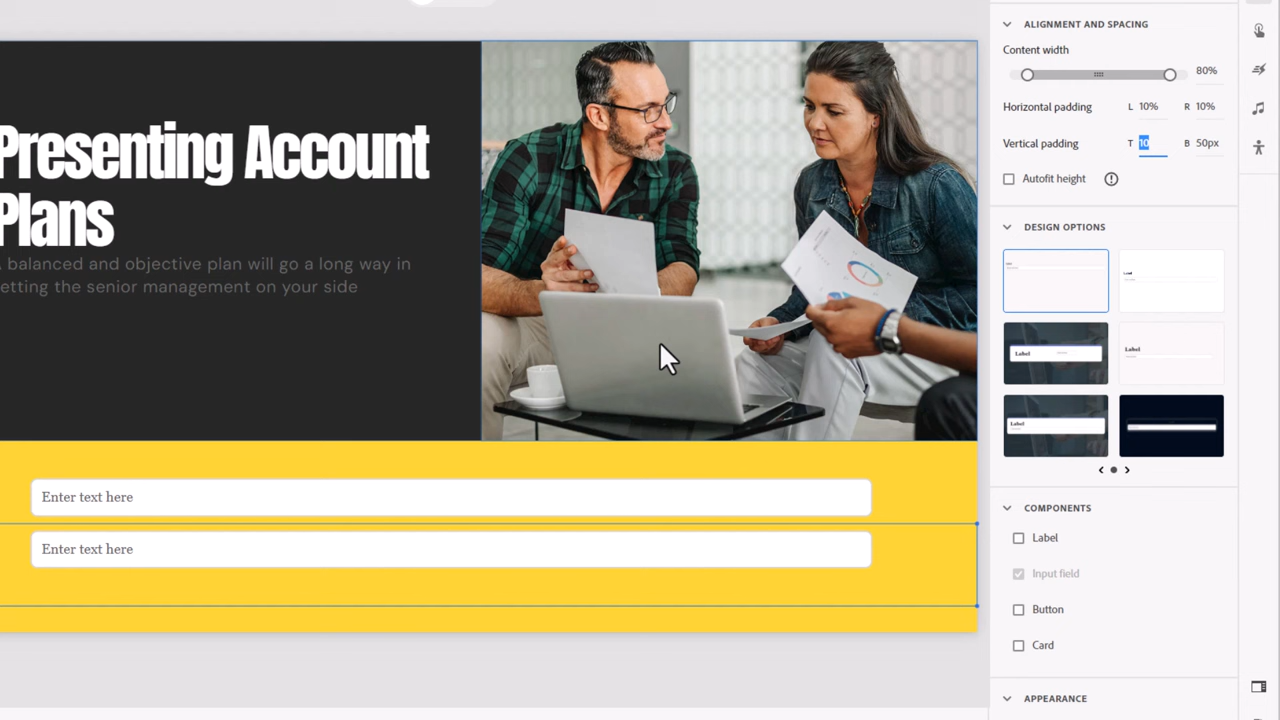 Presenting Account
Plans
balanced and objective plan will go a long way in
etting the senior management on your side
Enter text here
Enter text here
ALIGNMENT AND SPACING
Content width
80%
Horizontal padding L 10% R 10%
Vertical padding T 10 B 50px
Autofit height
DESIGN OPTIONS
Label
Label
Label
COMPONENTS
Label
Input field
Button
Card
APPEARANCE